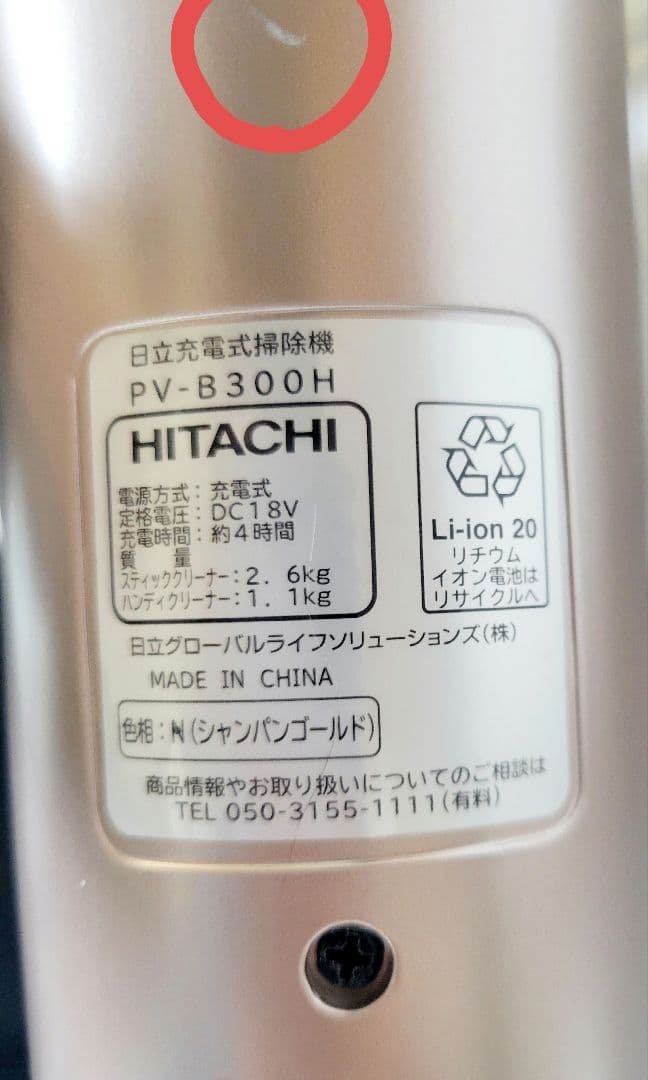 日立充電式掃除機
PV-B300H
HITACHI
電源方式：充電式
定格電圧：DC18V
充電時間：約4時間
質　　量
スティッククリーナー：2．6kg
ハンディクリーナー：1．1kg
Li-ion 20
リチウム
イオン電池は
リサイクルへ
日立グローバルライフソリューションズ（株）
MADE IN CHINA
色相：N（シャンパンゴールド）
商品情報やお取り扱いについてのご相談は
TEL 050-3155-1111（有料）